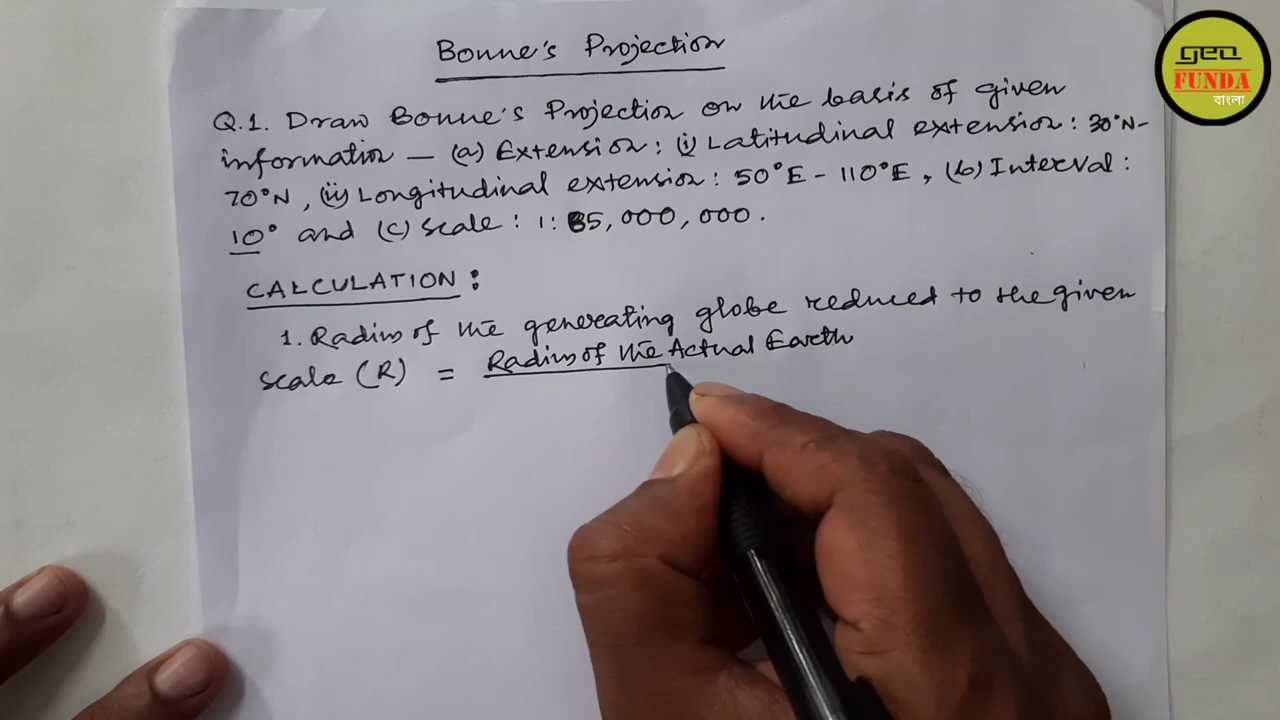 Bonne's Projection
Q.1. Draw Bonne's Projection on the basis of given
information — (a) Extension: (i) Latitudinal extension: 30°N-
70°N, (ii) Longitudinal extension: 50°E - 110°E, (b) Interval:
10° and (c) Scale: 1: 85,000,000.
CALCULATION:
1. Radius of the generating globe reduced to the given
scale (R) = Radius of the Actual Earth
geo
FUNDA
বাংলা